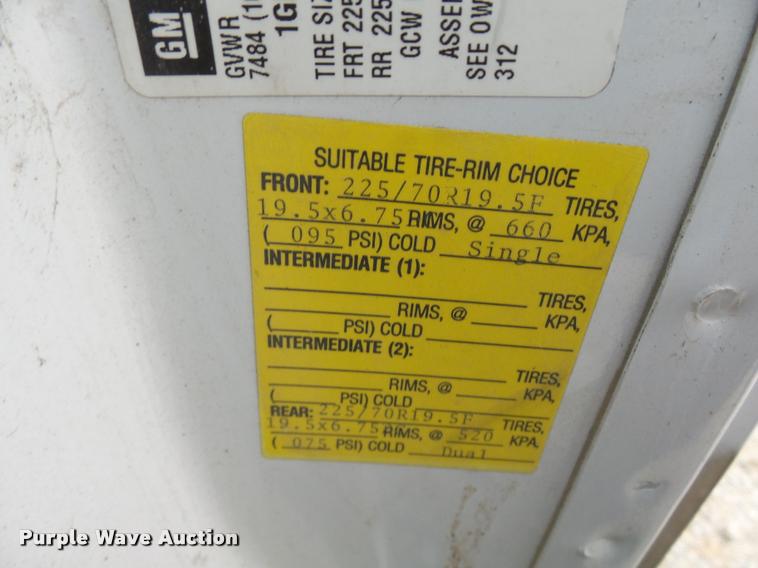 GM
GVWR
7484 (1
1G
TIRE SIZ
FRT 225
RR 225
GCW
ASSE
SEE OW
312
SUITABLE TIRE-RIM CHOICE
FRONT: 225/70R19.5F TIRES,
19.5x6.75 RIMS, @ 660 KPA,
( 095 PSI) COLD Single
INTERMEDIATE (1):
TIRES,
RIMS, @ KPA,
( PSI) COLD
INTERMEDIATE (2):
TIRES,
RIMS, @ KPA,
( PSI) COLD
REAR: 225/70R19.5F TIRES,
19.5x6.75 RIMS, @ 520 KPA,
( 075 PSI) COLD Dual
Purple Wave Auction